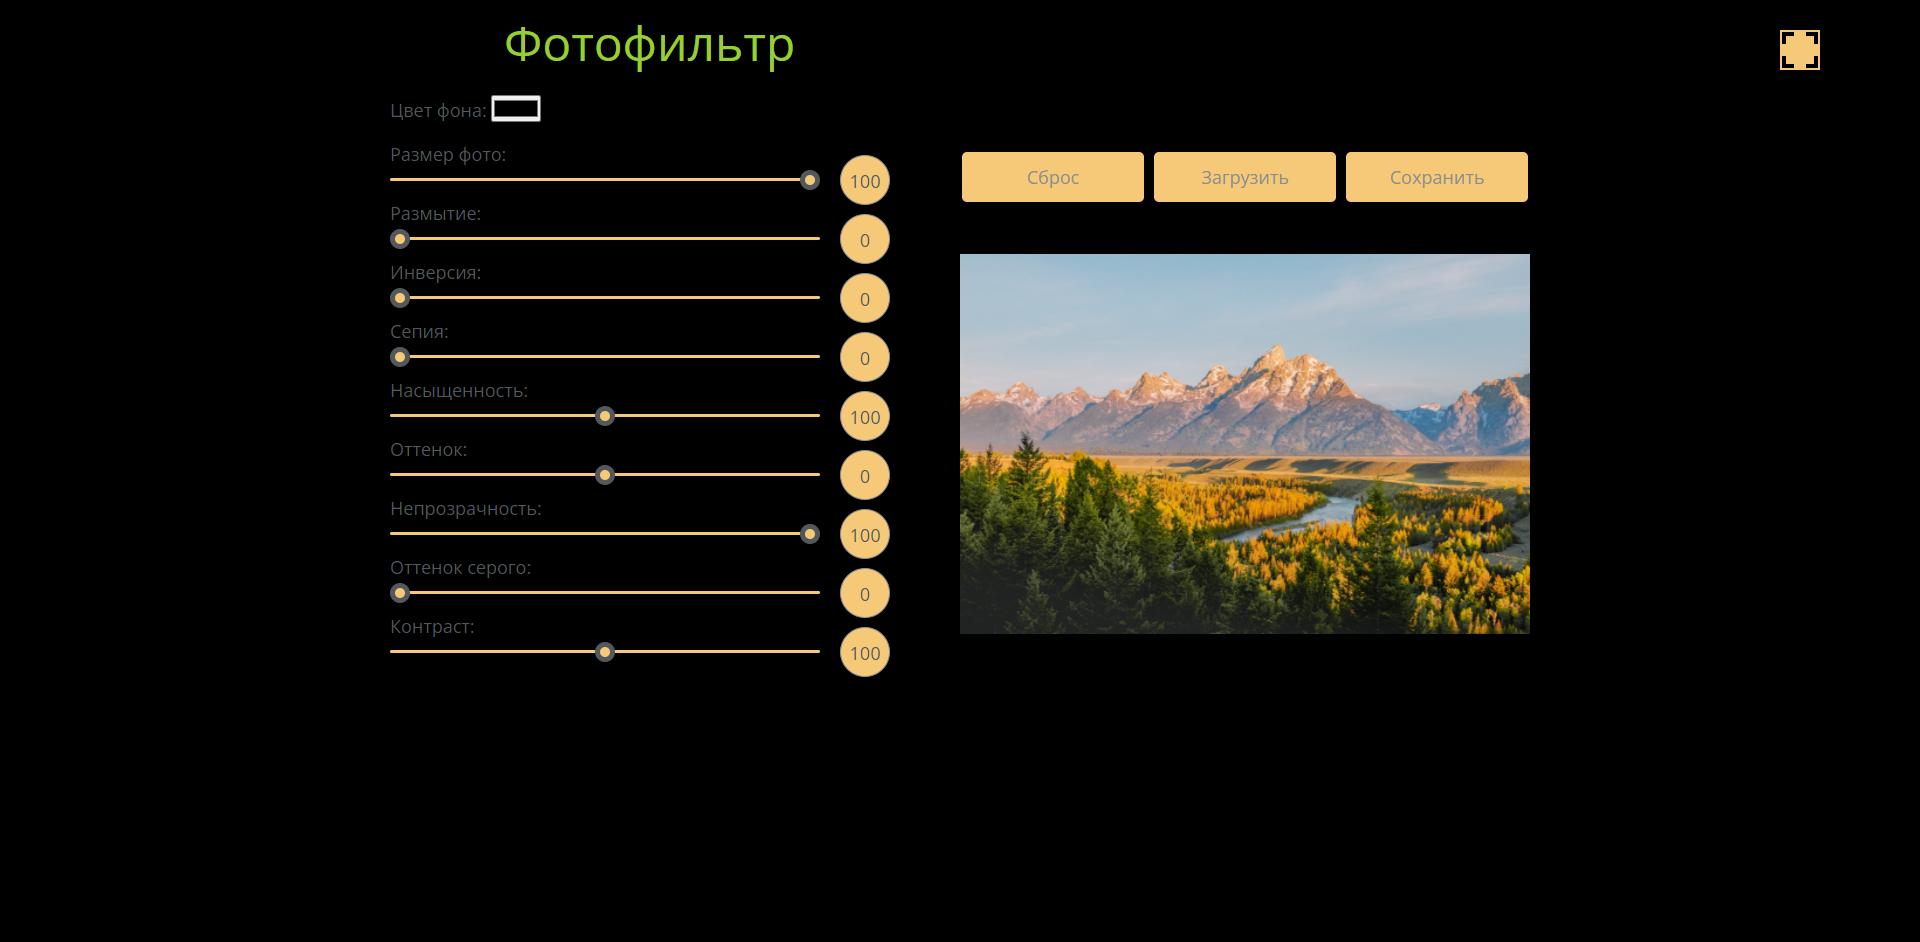 Фотофильтр
Цвет фона:
Размер фото:
100
Размытие:
0
Инверсия:
0
Сепия:
0
Насыщенность:
100
Оттенок:
0
Непрозрачность:
100
Оттенок серого:
0
Контраст:
100
Сброс
Загрузить
Сохранить